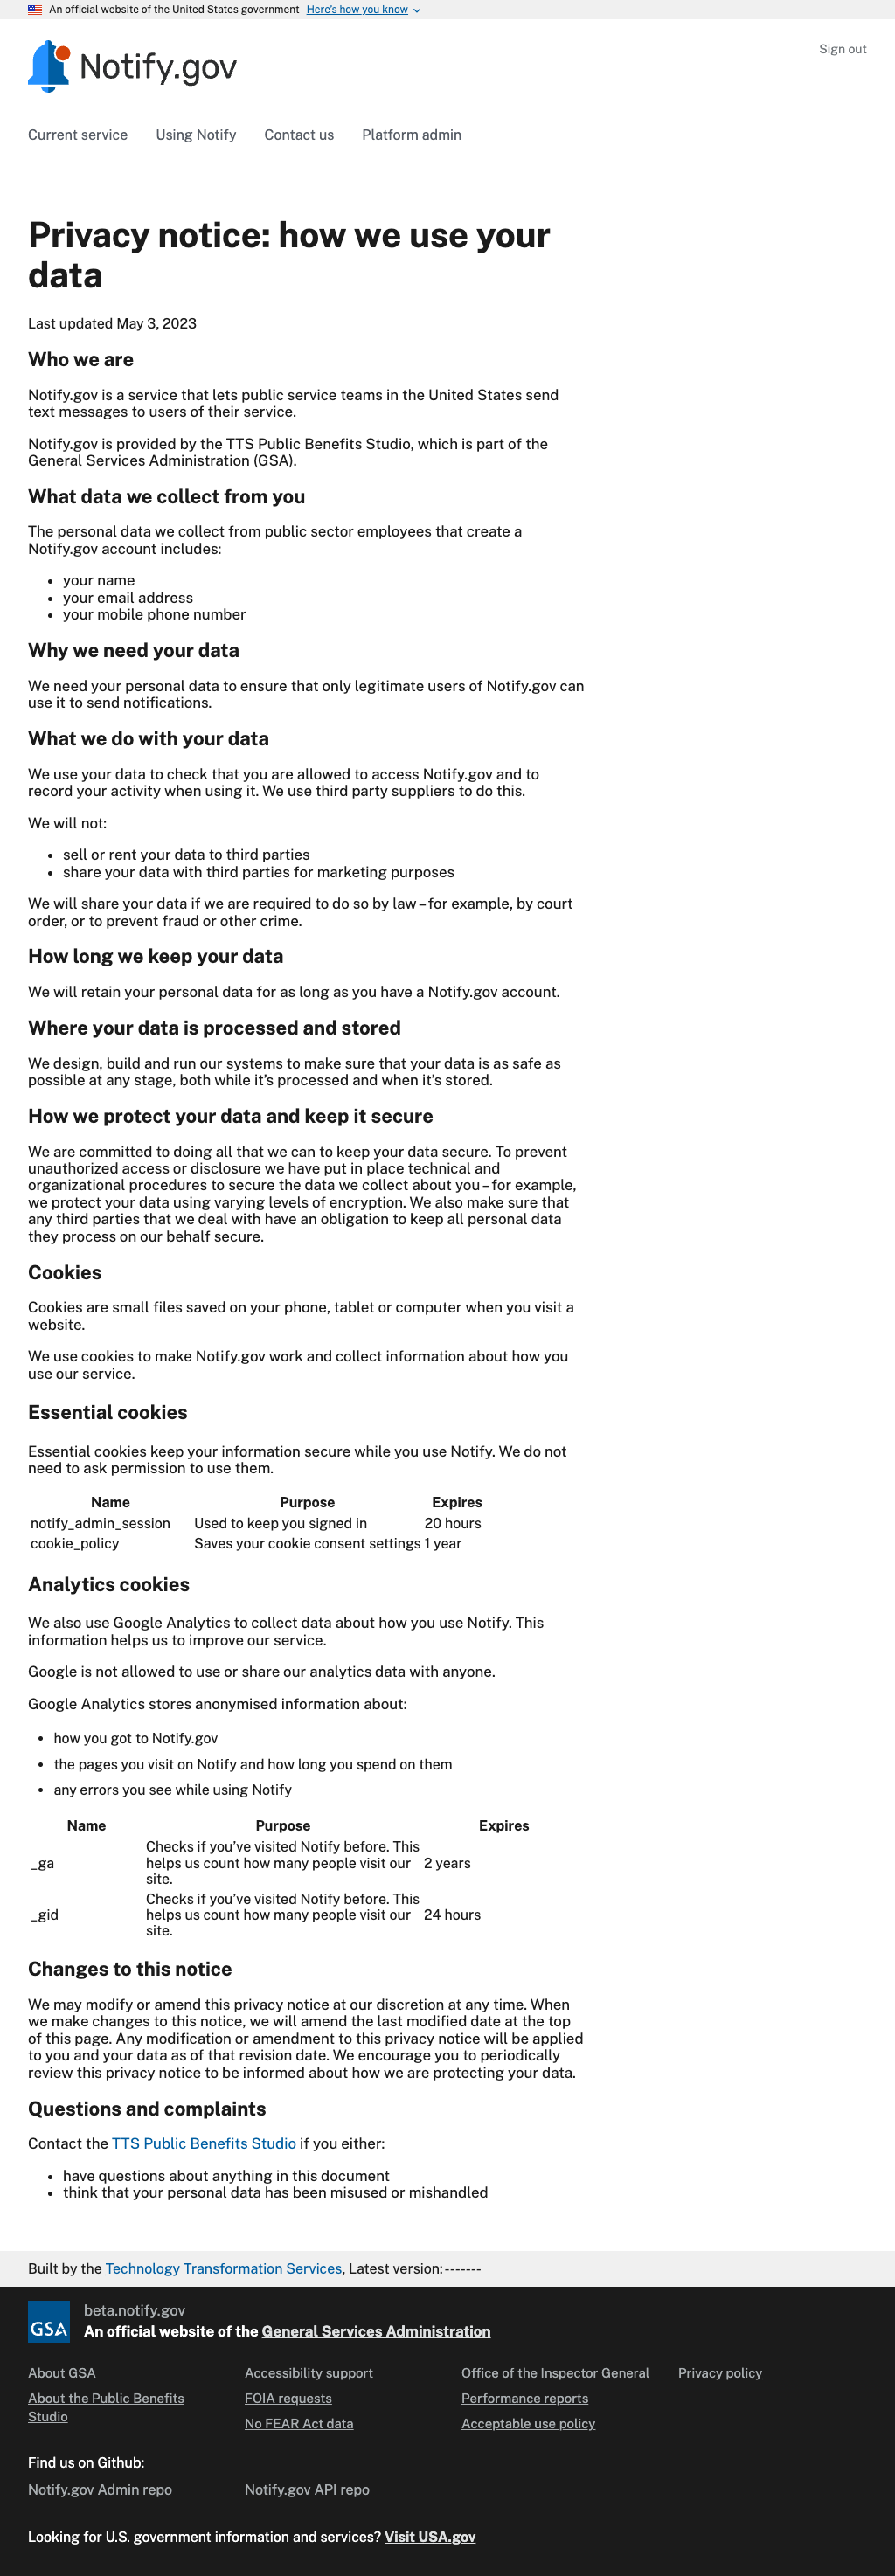 An official website of the United States government Here's how you know
Notify.gov
Sign out
Current service Using Notify Contact us Platform admin
Privacy notice: how we use your
data
Last updated May 3, 2023
Who we are
Notify.gov is a service that lets public service teams in the United States send
text messages to users of their service.
Notify.gov is provided by the TTS Public Benefits Studio, which is part of the
General Services Administration (GSA).
What data we collect from you
The personal data we collect from public sector employees that create a
Notify.gov account includes:
• your name
• your email address
• your mobile phone number
Why we need your data
We need your personal data to ensure that only legitimate users of Notify.gov can
use it to send notifications.
What we do with your data
We use your data to check that you are allowed to access Notify.gov and to
record your activity when using it. We use third party suppliers to do this.
We will not:
• sell or rent your data to third parties
• share your data with third parties for marketing purposes
We will share your data if we are required to do so by law – for example, by court
order, or to prevent fraud or other crime.
How long we keep your data
We will retain your personal data for as long as you have a Notify.gov account.
Where your data is processed and stored
We design, build and run our systems to make sure that your data is as safe as
possible at any stage, both while it’s processed and when it’s stored.
How we protect your data and keep it secure
We are committed to doing all that we can to keep your data secure. To prevent
unauthorized access or disclosure we have put in place technical and
organizational procedures to secure the data we collect about you – for example,
we protect your data using varying levels of encryption. We also make sure that
any third parties that we deal with have an obligation to keep all personal data
they process on our behalf secure.
Cookies
Cookies are small files saved on your phone, tablet or computer when you visit a
website.
We use cookies to make Notify.gov work and collect information about how you
use our service.
Essential cookies
Essential cookies keep your information secure while you use Notify. We do not
need to ask permission to use them.
Name Purpose Expires
notify_admin_session Used to keep you signed in 20 hours
cookie_policy Saves your cookie consent settings 1 year
Analytics cookies
We also use Google Analytics to collect data about how you use Notify. This
information helps us to improve our service.
Google is not allowed to use or share our analytics data with anyone.
Google Analytics stores anonymised information about:
• how you got to Notify.gov
• the pages you visit on Notify and how long you spend on them
• any errors you see while using Notify
Name Purpose Expires
Checks if you’ve visited Notify before. This
_ga helps us count how many people visit our 2 years
site.
Checks if you’ve visited Notify before. This
_gid helps us count how many people visit our 24 hours
site.
Changes to this notice
We may modify or amend this privacy notice at our discretion at any time. When
we make changes to this notice, we will amend the last modified date at the top
of this page. Any modification or amendment to this privacy notice will be applied
to you and your data as of that revision date. We encourage you to periodically
review this privacy notice to be informed about how we are protecting your data.
Questions and complaints
Contact the TTS Public Benefits Studio if you either:
• have questions about anything in this document
• think that your personal data has been misused or mishandled
Built by the Technology Transformation Services, Latest version: -------
GSA
beta.notify.gov
An official website of the General Services Administration
About GSA
About the Public Benefits
Studio
Accessibility support
FOIA requests
No FEAR Act data
Office of the Inspector General
Performance reports
Acceptable use policy
Privacy policy
Find us on Github:
Notify.gov Admin repo Notify.gov API repo
Looking for U.S. government information and services? Visit USA.gov